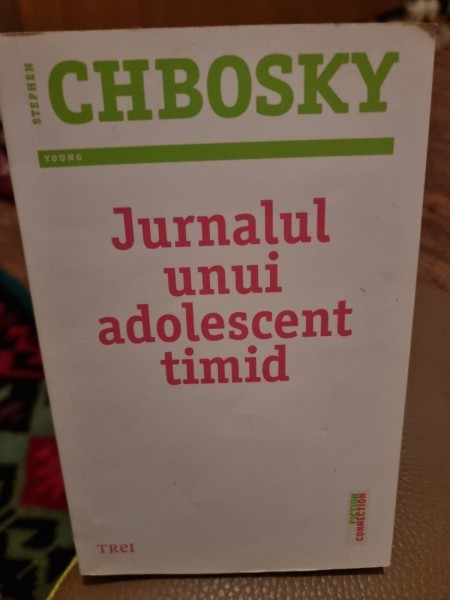 STEPHEN
CHBOSKY
YOUNG
Jurnalul
unui
adolescent
timid
FICTION
CONNECTION
TREI